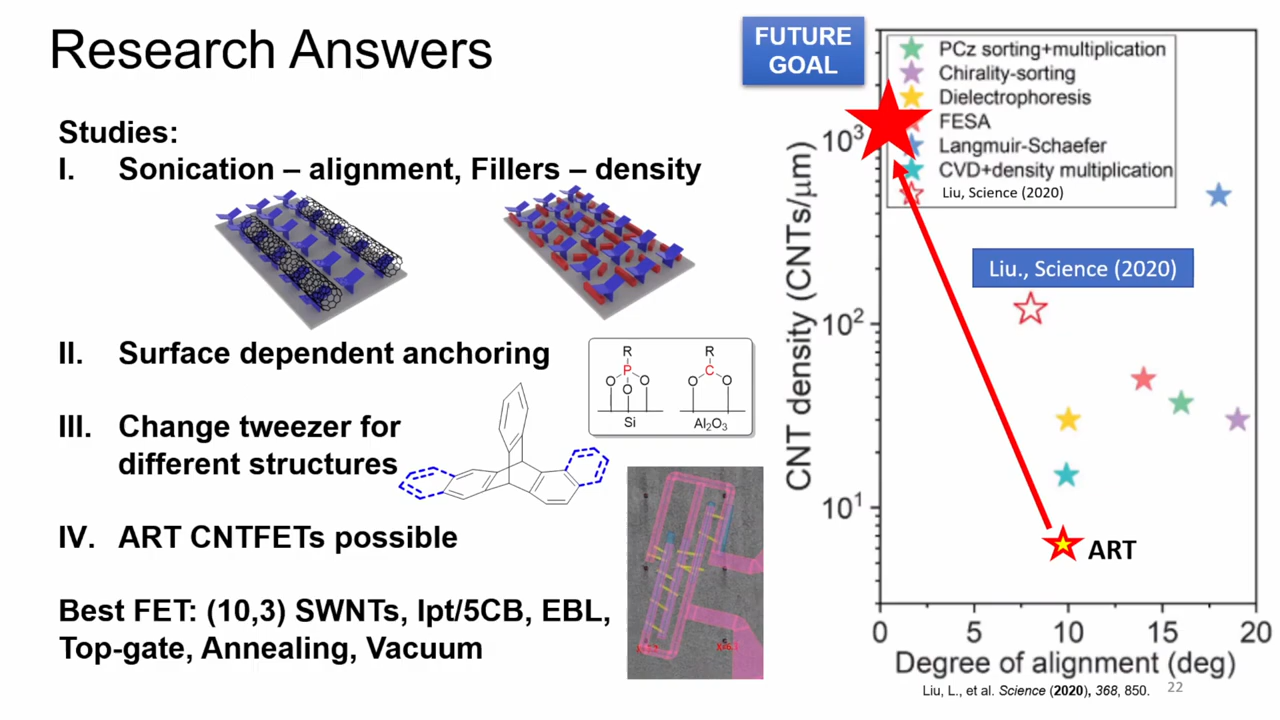 Research Answers
Studies:
I. Sonication – alignment, Fillers – density
II. Surface dependent anchoring
R
P
O
O
O
Si
R
C
O
O
Al₂O₃
III. Change tweezer for
different structures
IV. ART CNTFETs possible
Best FET: (10,3) SWNTs, Ipt/5CB, EBL,
Top-gate, Annealing, Vacuum
FUTURE
GOAL
PCz sorting+multiplication
Chirality-sorting
Dielectrophoresis
FESA
Langmuir-Schaefer
CVD+density multiplication
Liu, Science (2020)
Liu., Science (2020)
ART
CNT density (CNTs/μm)
10³
10²
10¹
0 5 10 15 20
Degree of alignment (deg)
Liu, L., et al. Science (2020), 368, 850.
22